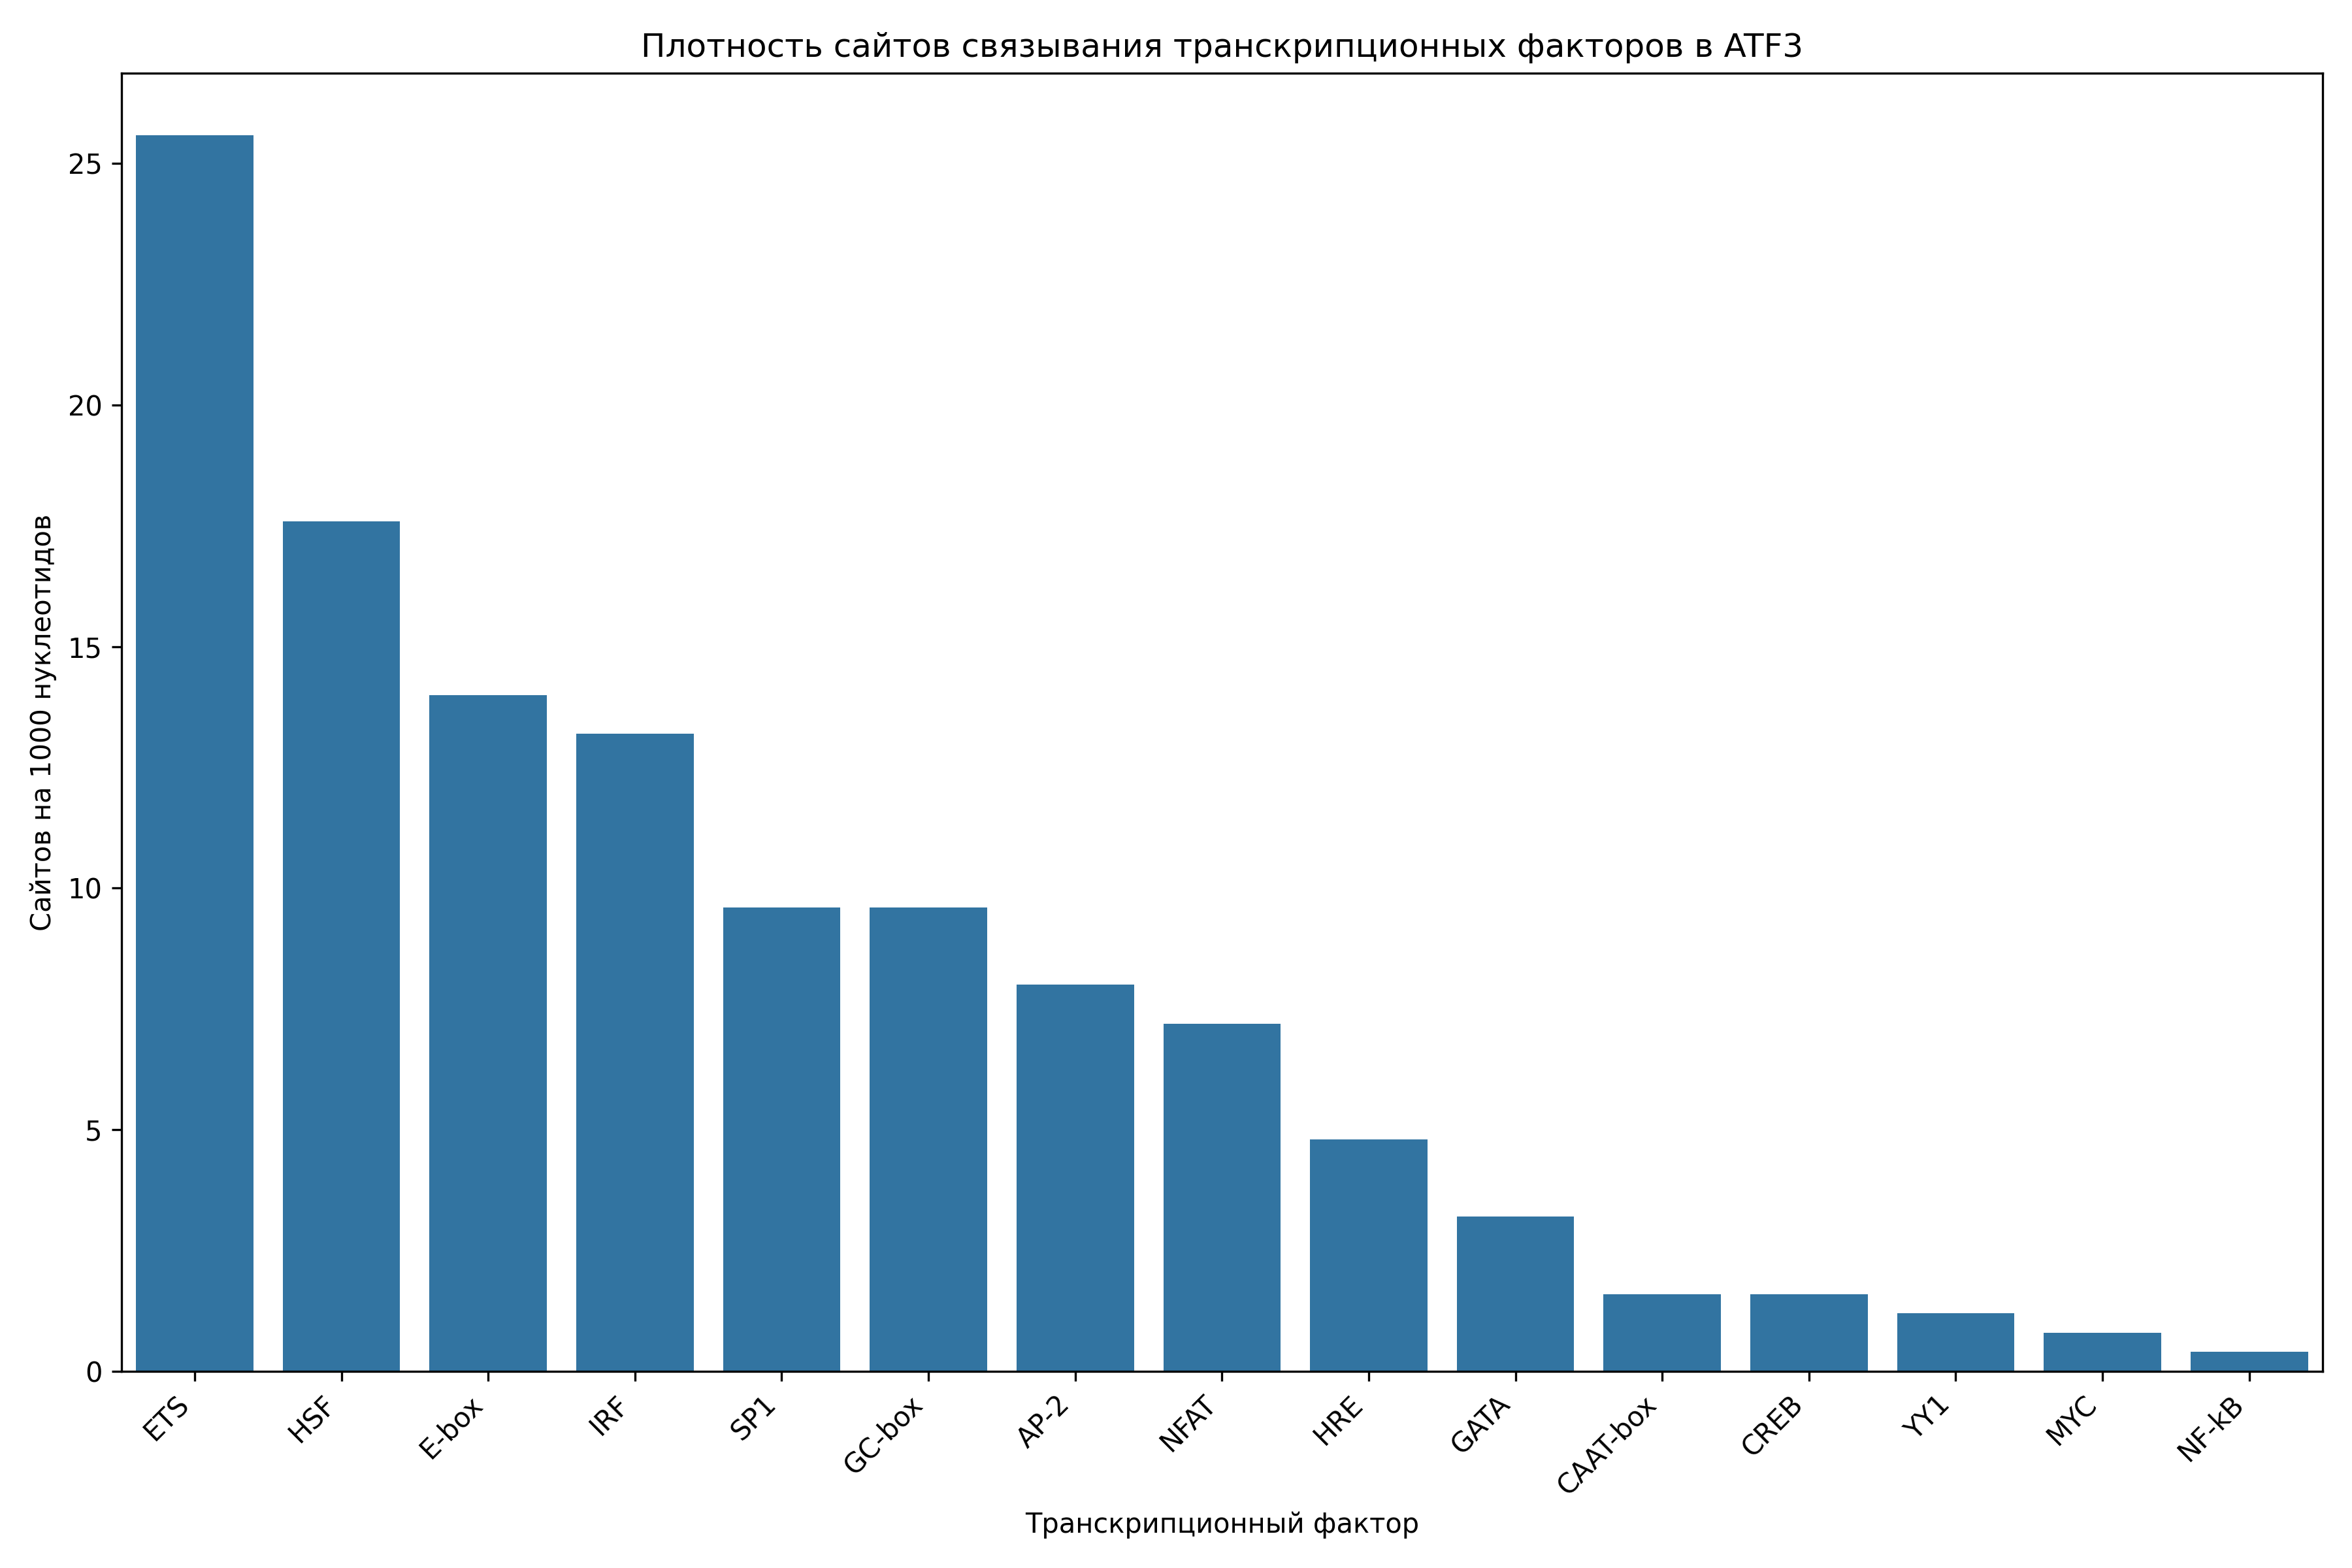 Плотность сайтов связывания транскрипционных факторов в ATF3
Сайтов на 1000 нуклеотидов
25
20
15
10
5
0
ETS
HSF
E-box
IRF
SP1
GC-box
AP-2
NFAT
HRE
GATA
CAAT-box
CREB
YY1
MYC
NF-kB
Транскрипционный фактор